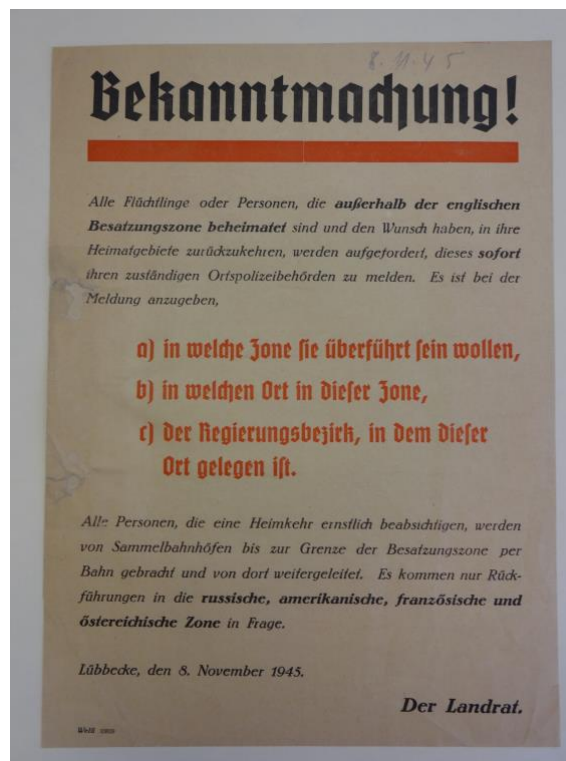 8.11.45
Bekanntmachung!
Alle Flüchtlinge oder Personen, die außerhalb der englischen
Besatzungszone beheimatet sind und den Wunsch haben, in ihre
Heimatgebiete zurückzukehren, werden aufgefordert, dieses sofort
ihren zuständigen Ortspolizeibehörden zu melden. Es ist bei der
Meldung anzugeben,
a) in welche Zone sie überführt sein wollen,
b) in welchen Ort in dieser Zone,
c) der Regierungsbezirk, in dem dieser
Ort gelegen ist.
Alle Personen, die eine Heimkehr ernstlich beabsichtigen, werden
von Sammelbahnhöfen bis zur Grenze der Besatzungszone per
Bahn gebracht und von dort weitergeleitet. Es kommen nur Rück-
führungen in die russische, amerikanische, französische und
östereichische Zone in Frage.
Lübbecke, den 8. November 1945.
Der Landrat.